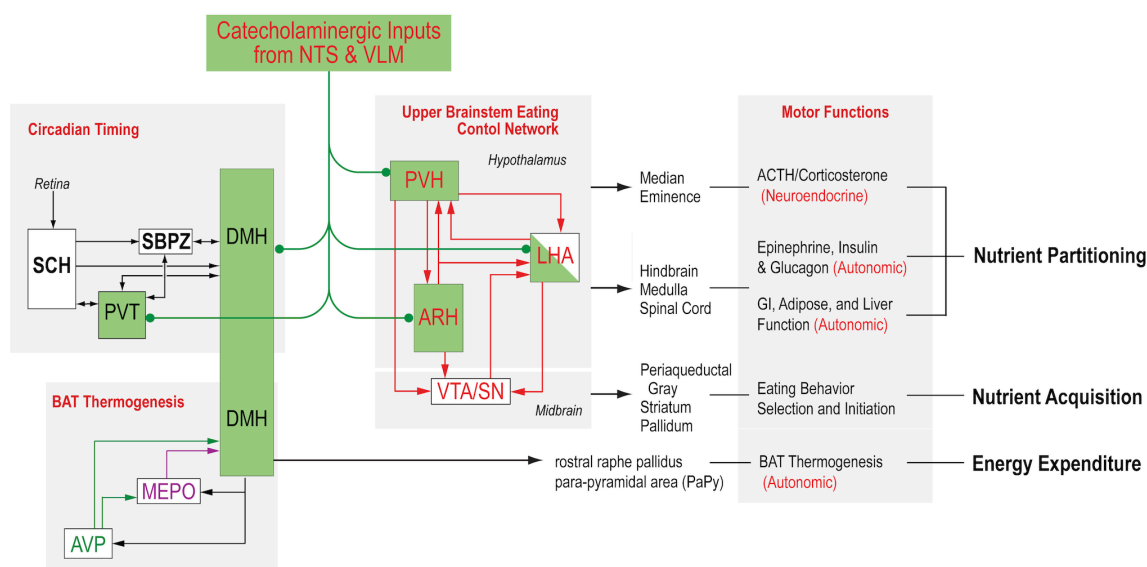 Catecholaminergic Inputs
from NTS & VLM
Circadian Timing
Retina
SCH
SBPZ
PVT
DMH
BAT Thermogenesis
DMH
MEPO
AVP
Upper Brainstem Eating
Contol Network
Hypothalamus
PVH
LHA
ARH
VTA/SN
Midbrain
Median
Eminence
Hindbrain
Medulla
Spinal Cord
Periaqueductal
Gray
Striatum
Pallidum
rostral raphe pallidus
para-pyramidal area (PaPy)
Motor Functions
ACTH/Corticosterone
(Neuroendocrine)
Epinephrine, Insulin
& Glucagon (Autonomic)
GI, Adipose, and Liver
Function (Autonomic)
Eating Behavior
Selection and Initiation
BAT Thermogenesis
(Autonomic)
Nutrient Partitioning
Nutrient Acquisition
Energy Expenditure